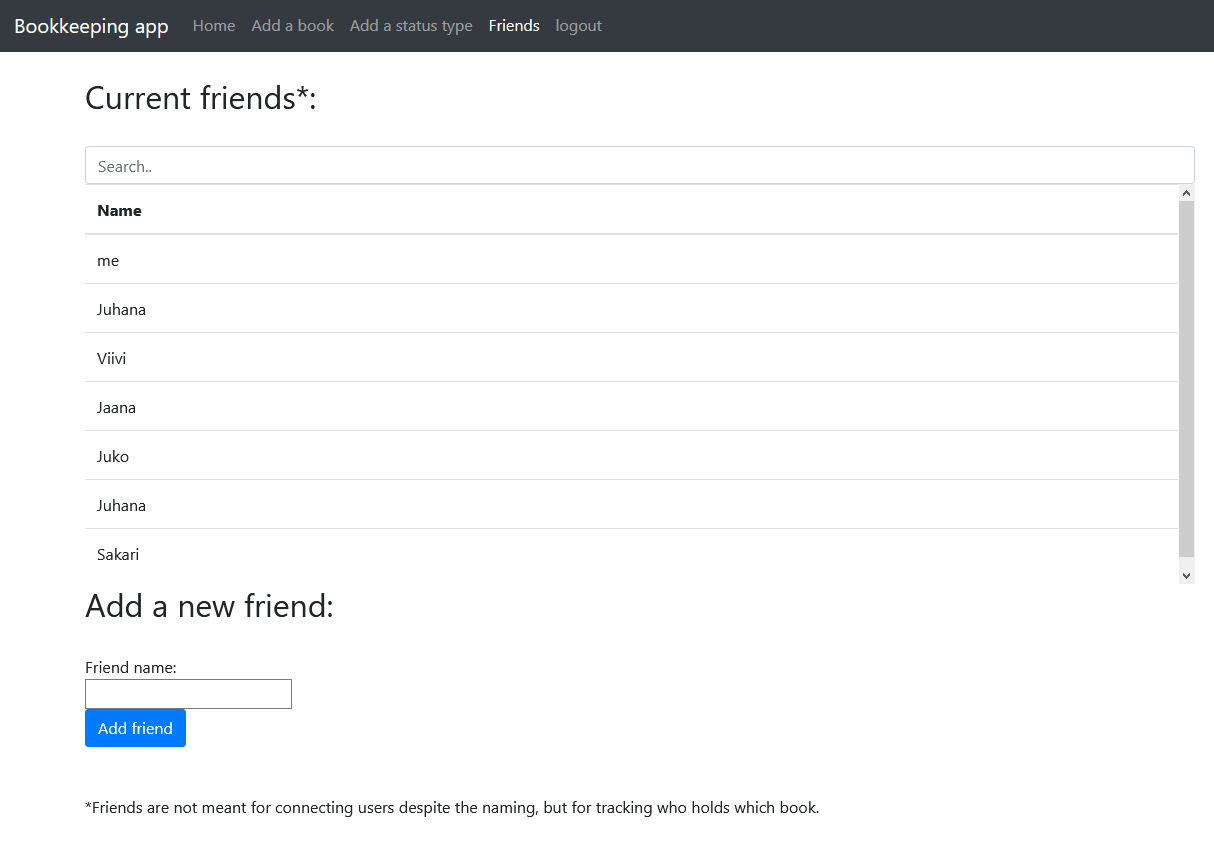 Bookkeeping app Home Add a book Add a status type Friends logout
Current friends*:
Search..
Name
me
Juhana
Viivi
Jaana
Juko
Juhana
Sakari
Add a new friend:
Friend name:
Add friend
*Friends are not meant for connecting users despite the naming, but for tracking who holds which book.